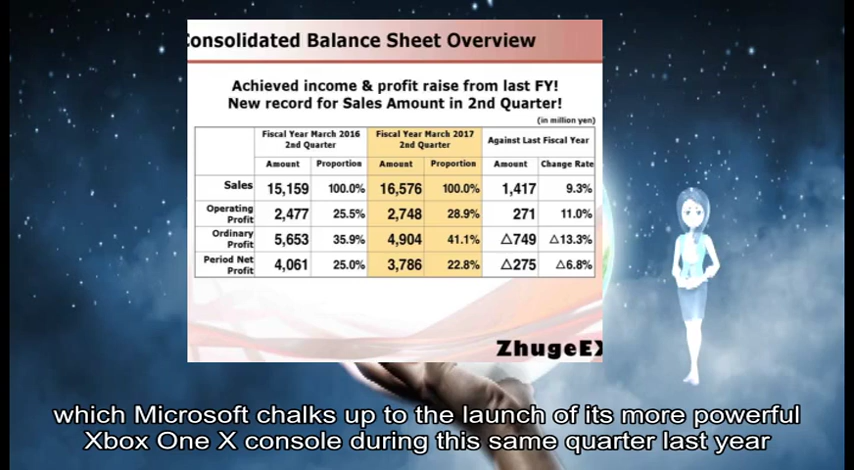 Consolidated Balance Sheet Overview
Achieved income & profit raise from last FY!
New record for Sales Amount in 2nd Quarter!
(in million yen)
Fiscal Year March 2016 2nd Quarter Fiscal Year March 2017 2nd Quarter Against Last Fiscal Year
Amount Proportion Amount Proportion Amount Change Rate
Sales 15,159 100.0% 16,576 100.0% 1,417 9.3%
Operating Profit 2,477 25.5% 2,748 28.9% 271 11.0%
Ordinary Profit 5,653 35.9% 4,904 41.1% △749 △13.3%
Period Net Profit 4,061 25.0% 3,786 22.8% △275 △6.8%
ZhugeEX
which Microsoft chalks up to the launch of its more powerful
Xbox One X console during this same quarter last year